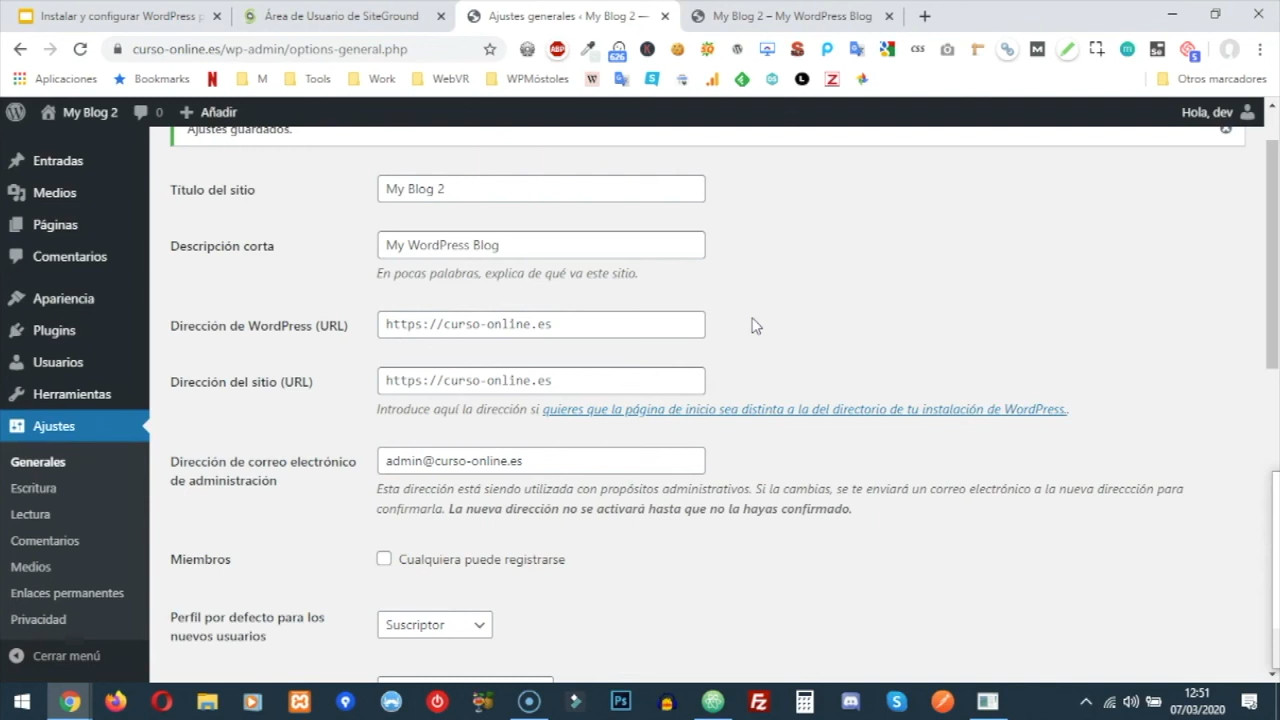 Instalar y configurar WordPress p
Área de Usuario de SiteGround
Ajustes generales ‹ My Blog 2 —
My Blog 2 – My WordPress Blog
curso-online.es/wp-admin/options-general.php
ABP
626
css
5
Aplicaciones
Bookmarks
M
Tools
Work
WebVR
WPMóstoles
Otros marcadores
My Blog 2
0
Añadir
Hola, dev
Ajustes guardados.
Entradas
Medios
Páginas
Comentarios
Apariencia
Plugins
Usuarios
Herramientas
Ajustes
Generales
Escritura
Lectura
Comentarios
Medios
Enlaces permanentes
Privacidad
Cerrar menú
Título del sitio
My Blog 2
Descripción corta
My WordPress Blog
En pocas palabras, explica de qué va este sitio.
Dirección de WordPress (URL)
https://curso-online.es
Dirección del sitio (URL)
https://curso-online.es
Introduce aquí la dirección si quieres que la página de inicio sea distinta a la del directorio de tu instalación de WordPress..
Dirección de correo electrónico
de administración
admin@curso-online.es
Esta dirección está siendo utilizada con propósitos administrativos. Si la cambias, se te enviará un correo electrónico a la nueva direccción para
confirmarla. La nueva dirección no se activará hasta que no la hayas confirmado.
Miembros
Cualquiera puede registrarse
Perfil por defecto para los
nuevos usuarios
Suscriptor
12:51
07/03/2020